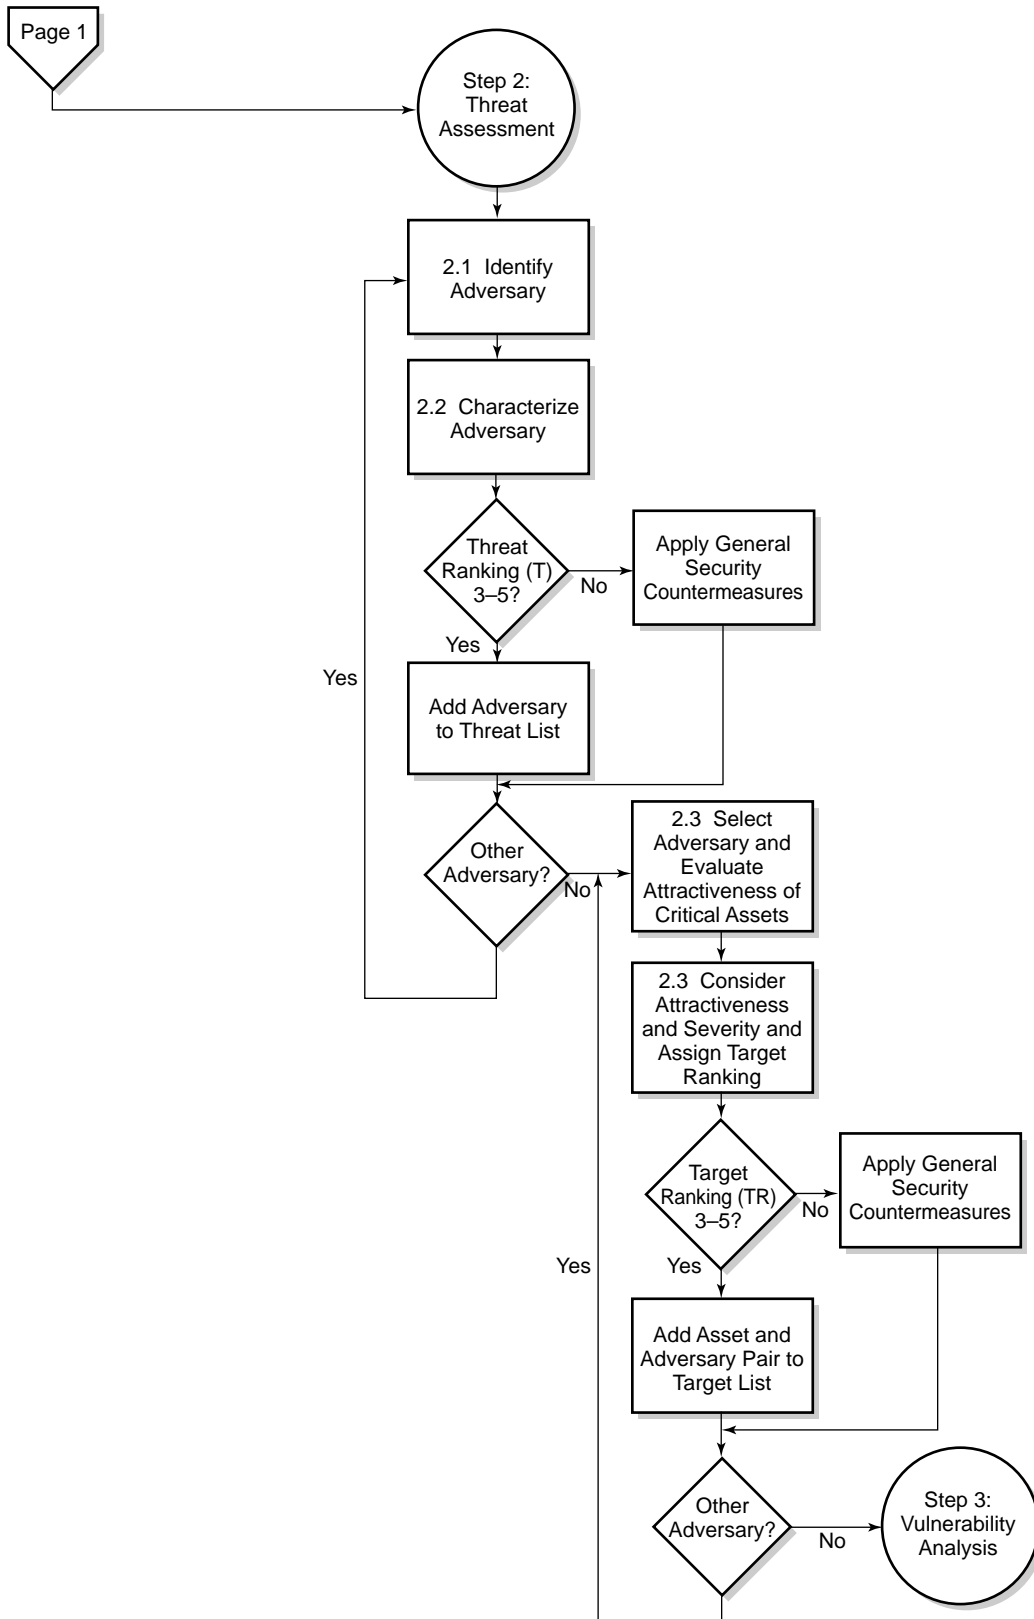 Page 1
Step 2:
Threat
Assessment
2.1 Identify
Adversary
2.2 Characterize
Adversary
Threat
Ranking (T)
3–5?
No
Apply General
Security
Countermeasures
Yes
Yes
Add Adversary
to Threat List
Other
Adversary?
No
2.3 Select
Adversary and
Evaluate
Attractiveness of
Critical Assets
2.3 Consider
Attractiveness
and Severity and
Assign Target
Ranking
Target
Ranking (TR)
3–5?
No
Apply General
Security
Countermeasures
Yes
Yes
Add Asset and
Adversary Pair to
Target List
Other
Adversary?
No
Step 3:
Vulnerability
Analysis